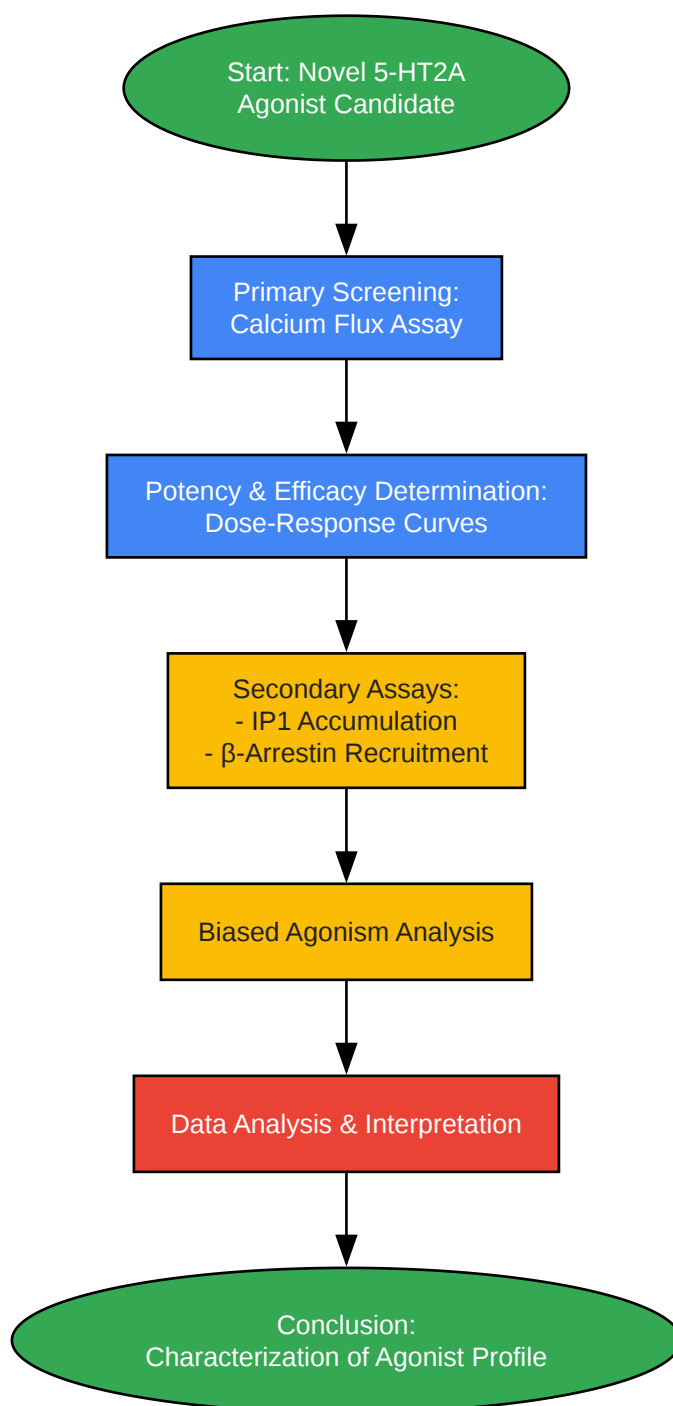 Start: Novel 5-HT2A
Agonist Candidate
Primary Screening:
Calcium Flux Assay
Potency & Efficacy Determination:
Dose-Response Curves
Secondary Assays:
- IP1 Accumulation
- β-Arrestin Recruitment
Biased Agonism Analysis
Data Analysis & Interpretation
Conclusion:
Characterization of Agonist Profile